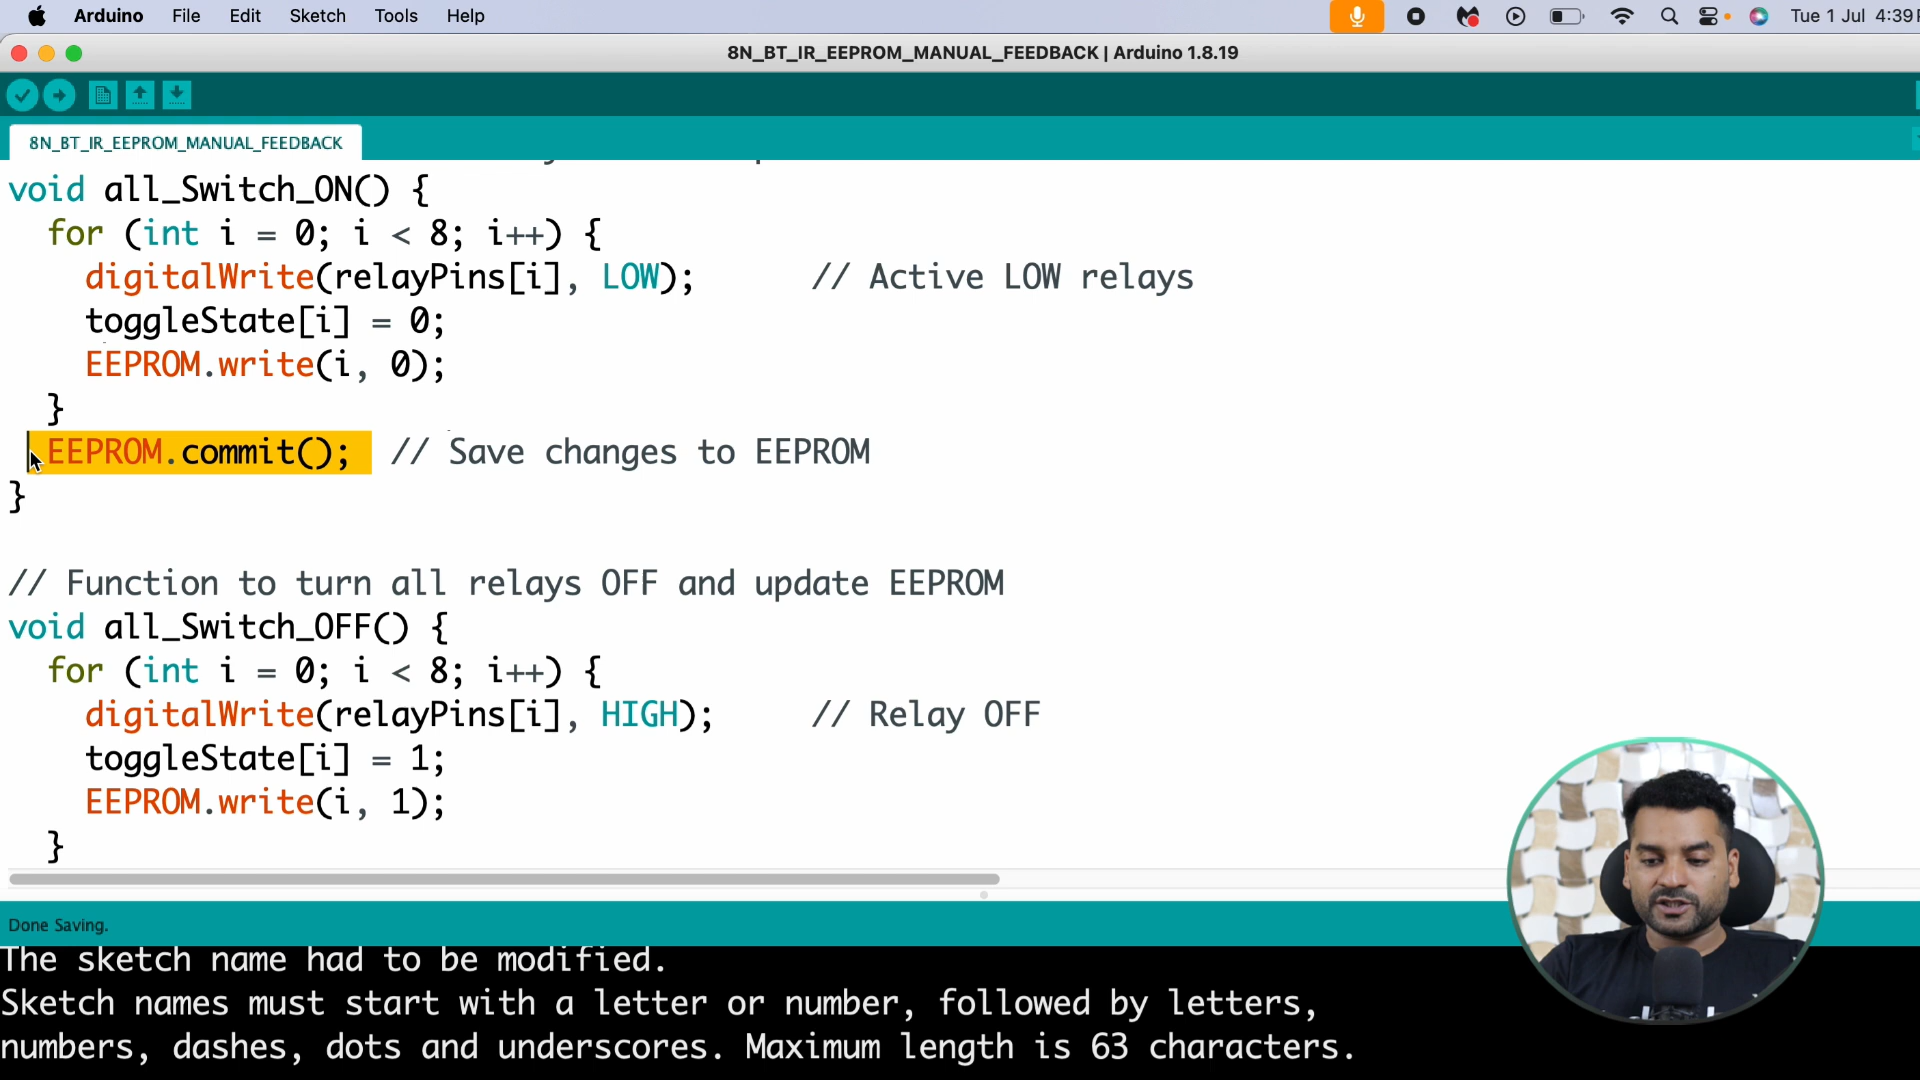 Arduino File Edit Sketch Tools Help Tue 1 Jul 4:39
8N_BT_IR_EEPROM_MANUAL_FEEDBACK | Arduino 1.8.19
8N_BT_IR_EEPROM_MANUAL_FEEDBACK
void all_Switch_ON() {
for (int i = 0; i < 8; i++) {
digitalWrite(relayPins[i], LOW); // Active LOW relays
toggleState[i] = 0;
EEPROM.write(i, 0);
}
EEPROM.commit(); // Save changes to EEPROM
}
// Function to turn all relays OFF and update EEPROM
void all_Switch_OFF() {
for (int i = 0; i < 8; i++) {
digitalWrite(relayPins[i], HIGH); // Relay OFF
toggleState[i] = 1;
EEPROM.write(i, 1);
}
Done Saving.
The sketch name had to be modified.
Sketch names must start with a letter or number, followed by letters,
numbers, dashes, dots and underscores. Maximum length is 63 characters.